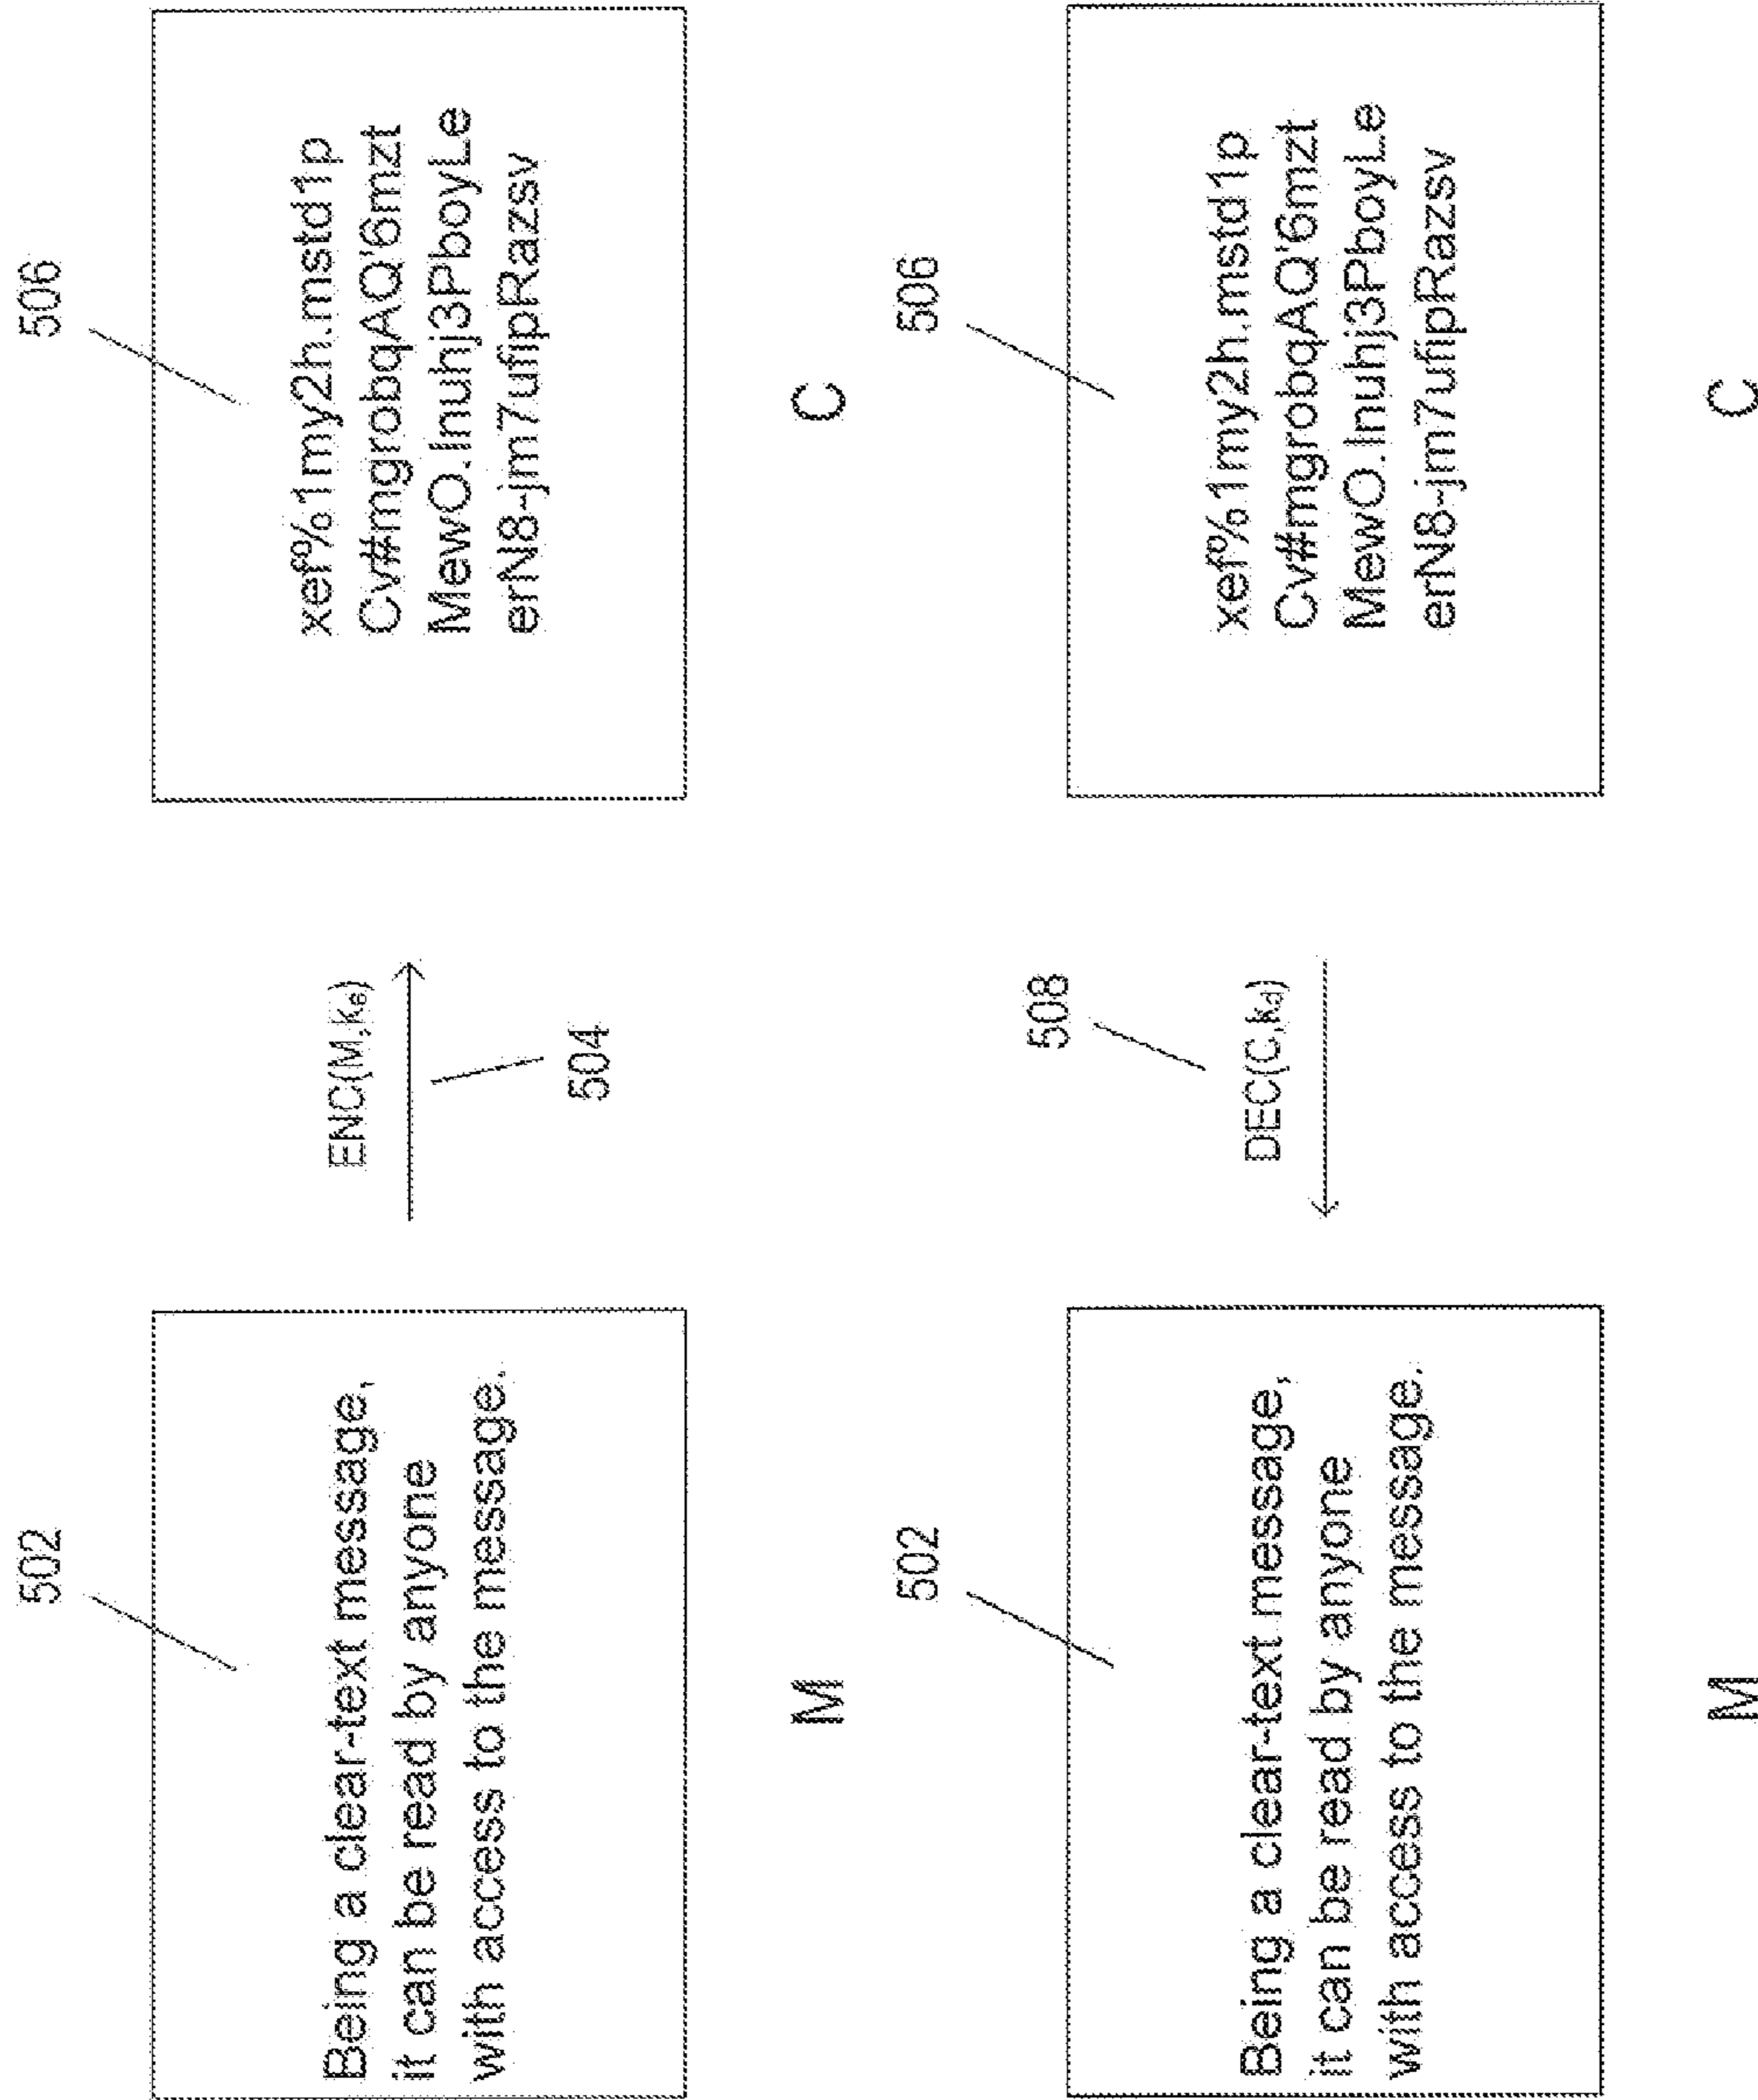 502
506
Being a clear-text message,
it can be read by anyone
with access to the message.
ENC(M,ke)
504
xef%1my2h.mstd1p
Cv#mgrobqAQ'6mzt
MewO.Inuhj3PboyLe
erN8-jm7ufipRazsv
M
C
502
508
506
Being a clear-text message,
it can be read by anyone
with access to the message.
DEC(C,kd)
xef%1my2h.mstd1p
Cv#mgrobqAQ'6mzt
MewO.Inuhj3PboyLe
erN8-jm7ufipRazsv
M
C